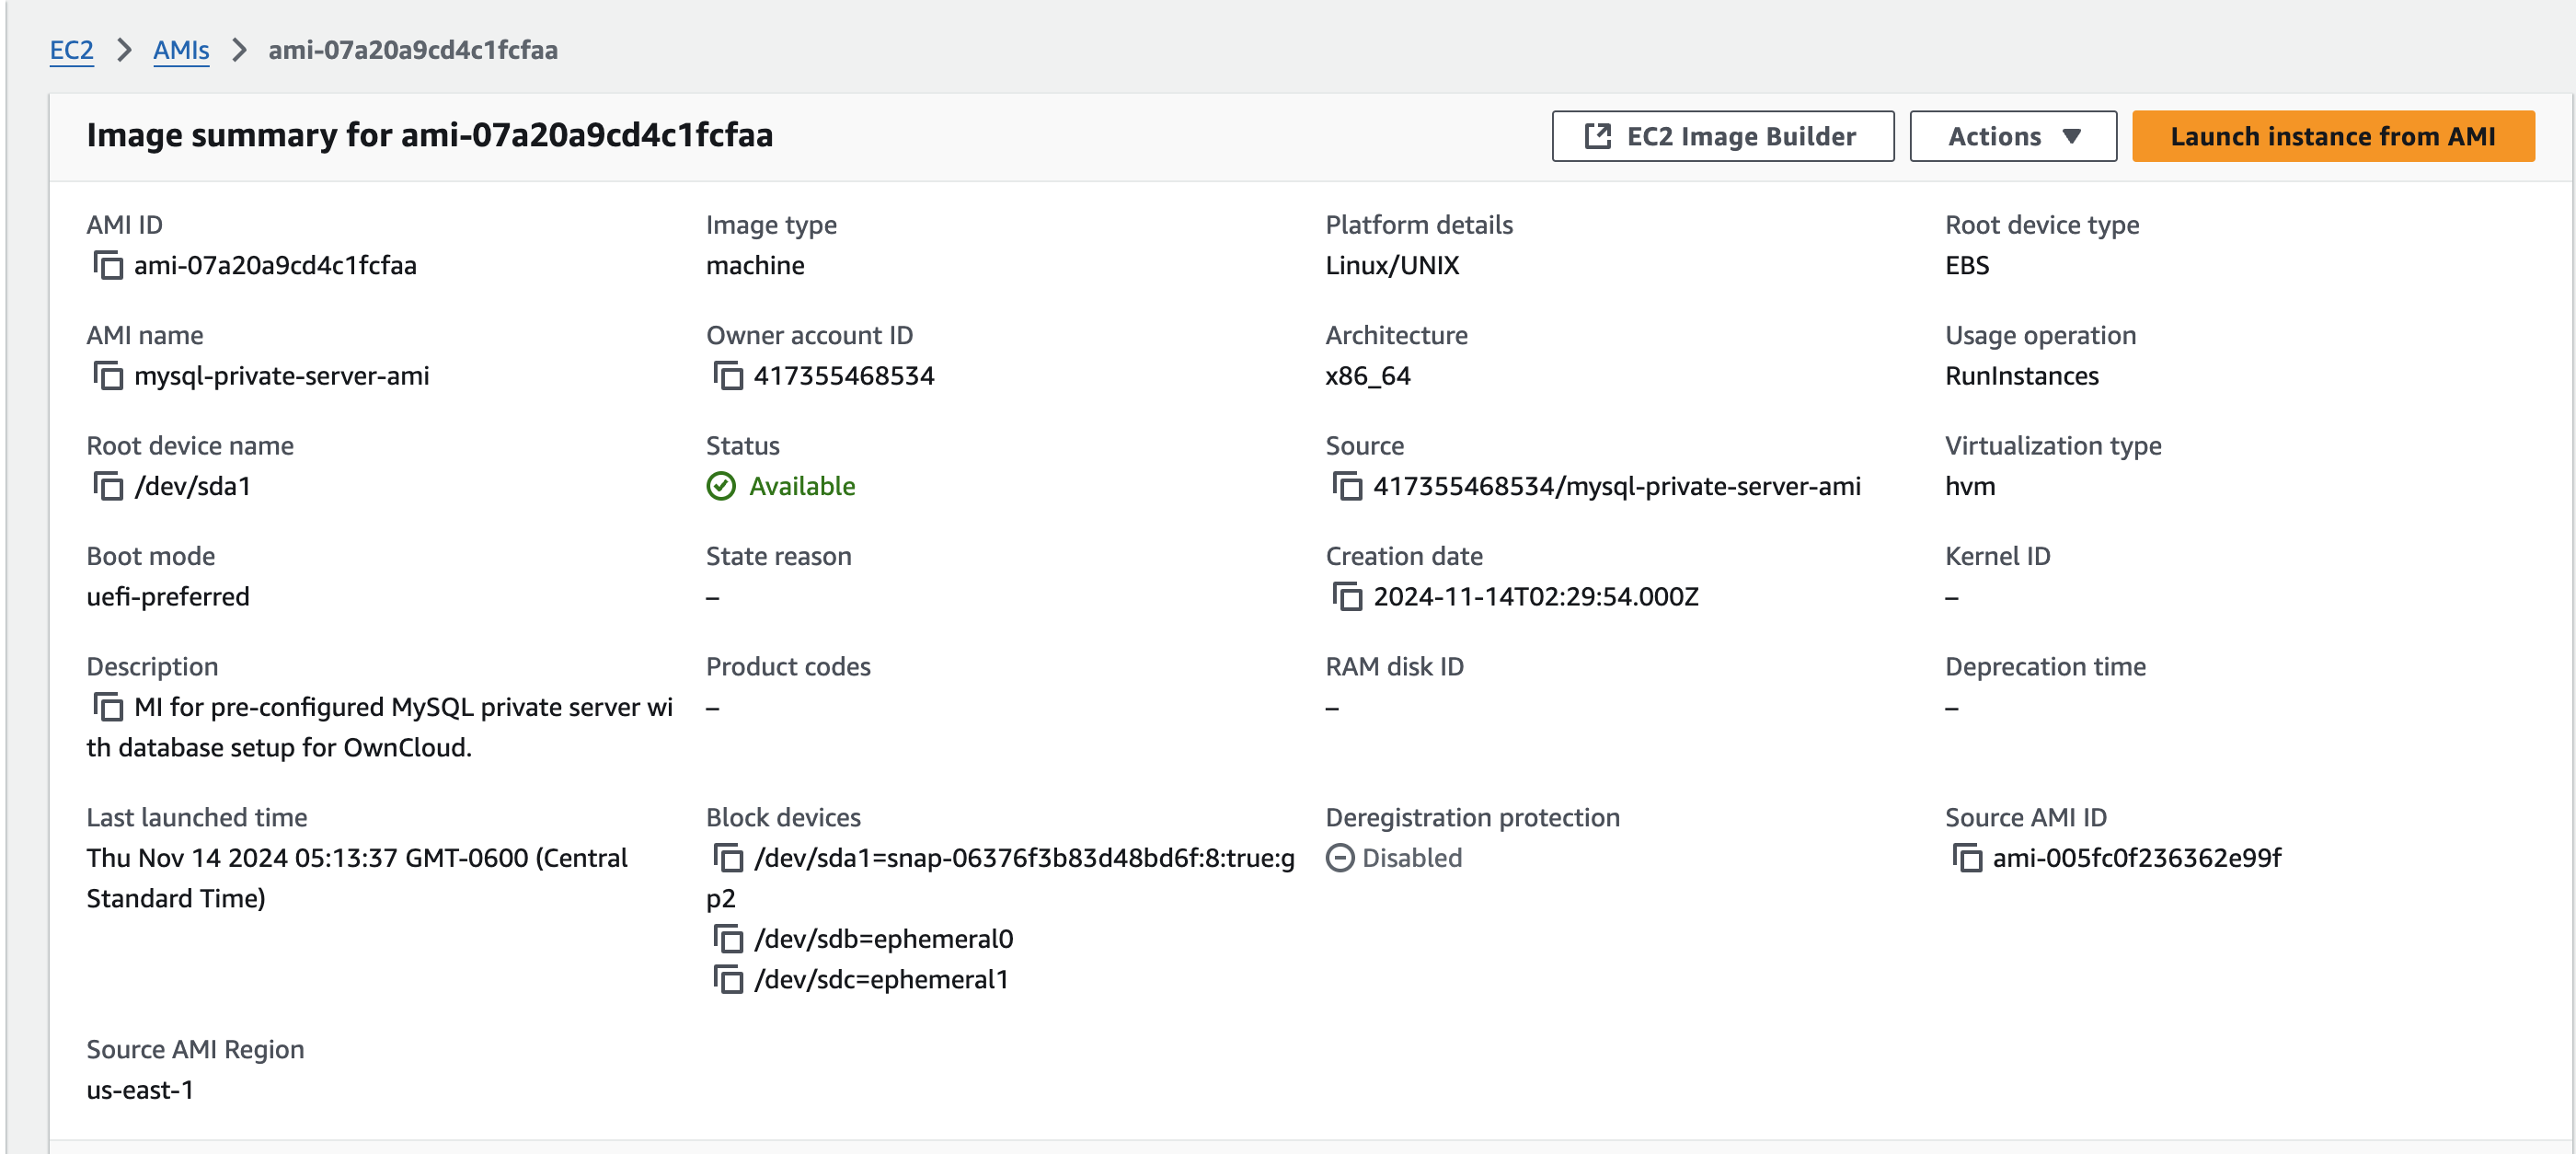 EC2 > AMIs > ami-07a20a9cd4c1fcfaa
Image summary for ami-07a20a9cd4c1fcfaa
EC2 Image Builder
Actions
Launch instance from AMI
AMI ID
ami-07a20a9cd4c1fcfaa
Image type
machine
Platform details
Linux/UNIX
Root device type
EBS
AMI name
mysql-private-server-ami
Owner account ID
417355468534
Architecture
x86_64
Usage operation
RunInstances
Root device name
/dev/sda1
Status
Available
Source
417355468534/mysql-private-server-ami
Virtualization type
hvm
Boot mode
uefi-preferred
State reason
–
Creation date
2024-11-14T02:29:54.000Z
Kernel ID
–
Description
MI for pre-configured MySQL private server wi
th database setup for OwnCloud.
Product codes
–
RAM disk ID
–
Deprecation time
–
Last launched time
Thu Nov 14 2024 05:13:37 GMT-0600 (Central
Standard Time)
Block devices
/dev/sda1=snap-06376f3b83d48bd6f:8:true:g
p2
/dev/sdb=ephemeral0
/dev/sdc=ephemeral1
Deregistration protection
Disabled
Source AMI ID
ami-005fc0f236362e99f
Source AMI Region
us-east-1